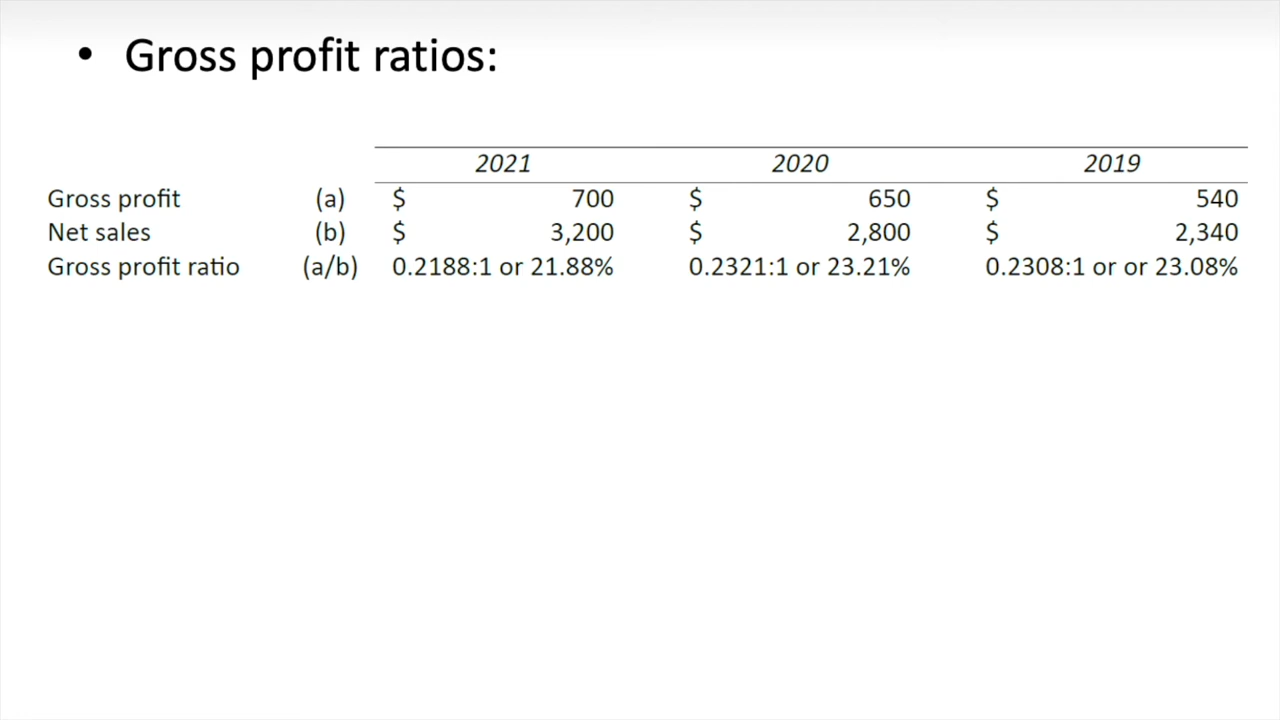 • Gross profit ratios:
2021 2020 2019
Gross profit (a) $ 700 $ 650 $ 540
Net sales (b) $ 3,200 $ 2,800 $ 2,340
Gross profit ratio (a/b) 0.2188:1 or 21.88% 0.2321:1 or 23.21% 0.2308:1 or or 23.08%